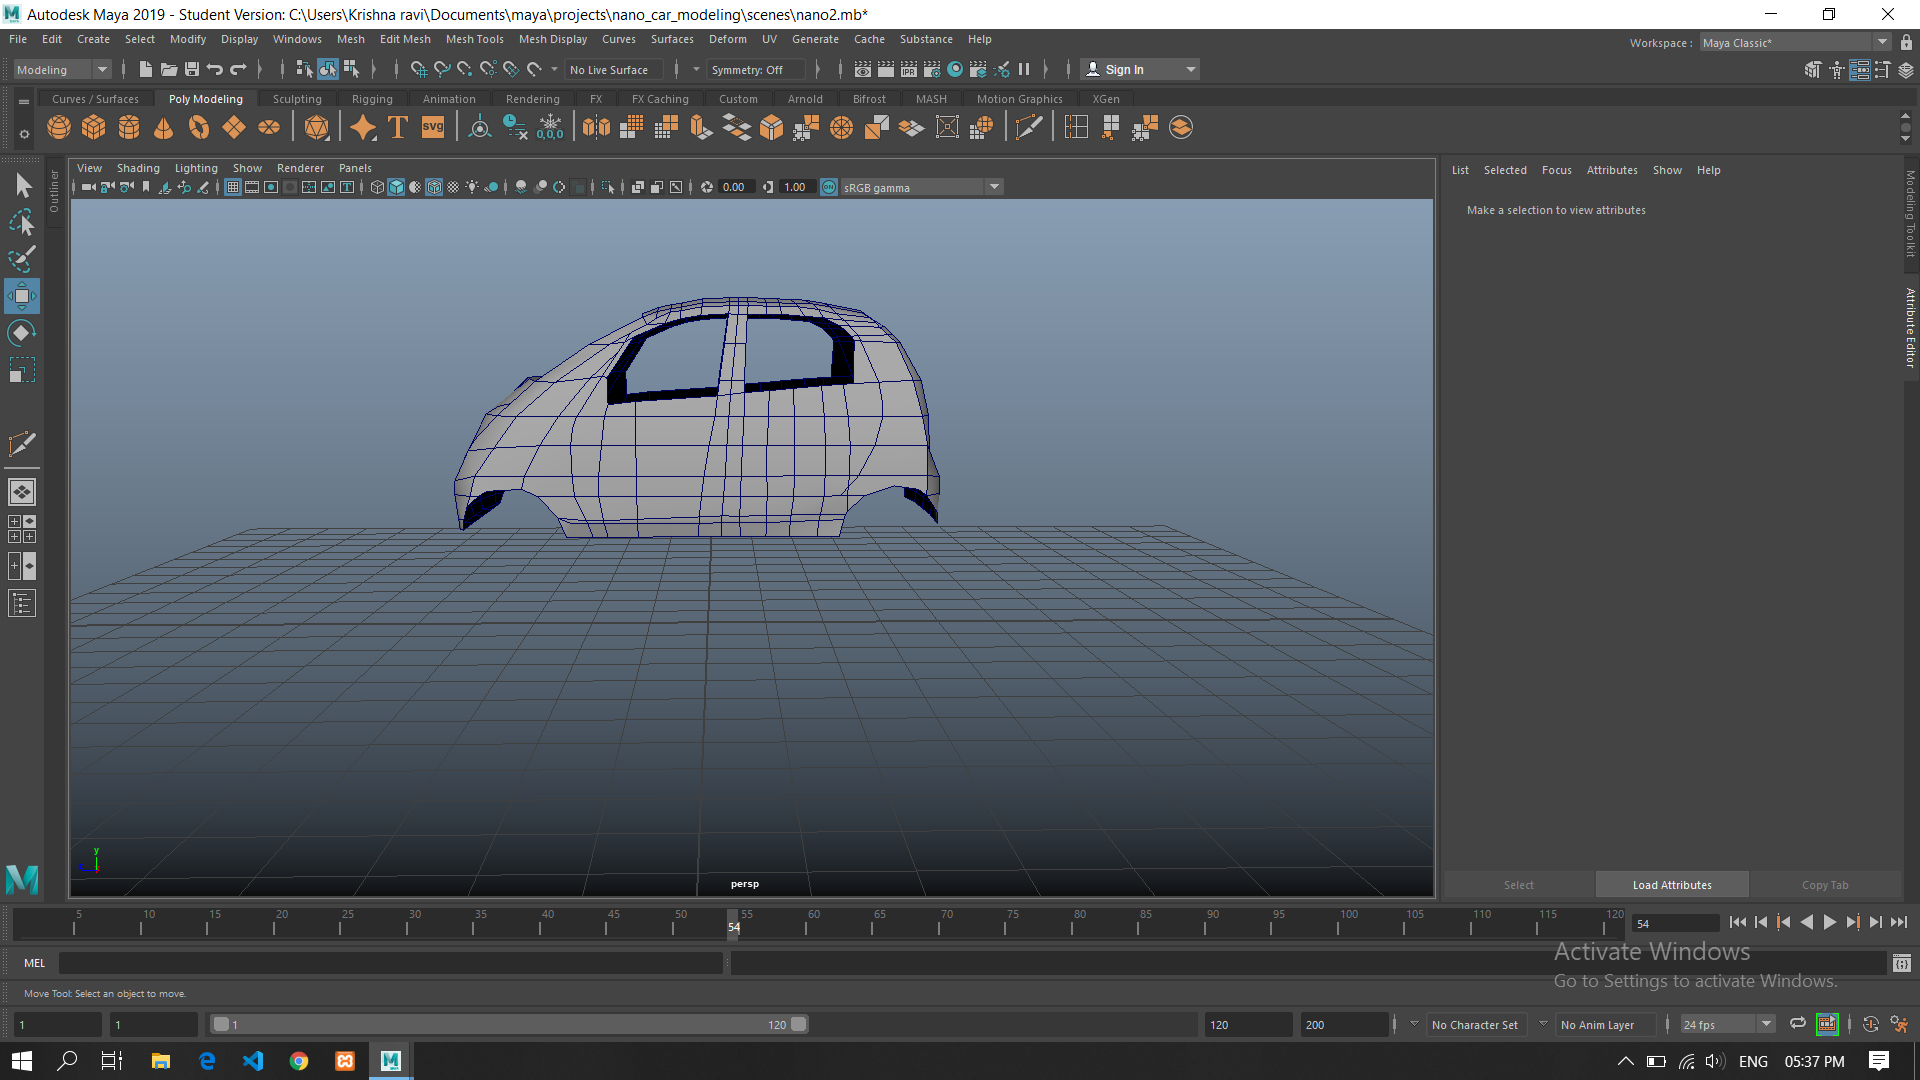 Autodesk Maya 2019 - Student Version: C:\Users\Krishna ravi\Documents\maya\projects\nano_car_modeling\scenes\nano2.mb*
File Edit Create Select Modify Display Windows Mesh Edit Mesh Mesh Tools Mesh Display Curves Surfaces Deform UV Generate Cache Substance Help
Workspace : Maya Classic*
Modeling No Live Surface Symmetry: Off Sign In
Curves / Surfaces Poly Modeling Sculpting Rigging Animation Rendering FX FX Caching Custom Arnold Bifrost MASH Motion Graphics XGen
T SVG 0,0,0
View Shading Lighting Show Renderer Panels
IPR
0.00 1.00 ON sRGB gamma
Outliner
List Selected Focus Attributes Show Help
Make a selection to view attributes
Modeling Toolkit
Attribute Editor
y
persp
Select Load Attributes Copy Tab
5 10 15 20 25 30 35 40 45 50 55 60 65 70 75 80 85 90 95 100 105 110 115 120
54
54
MEL
Activate Windows
Go to Settings to activate Windows.
Move Tool: Select an object to move.
1 1 1 120 120 200 No Character Set No Anim Layer 24 fps
ENG 05:37 PM